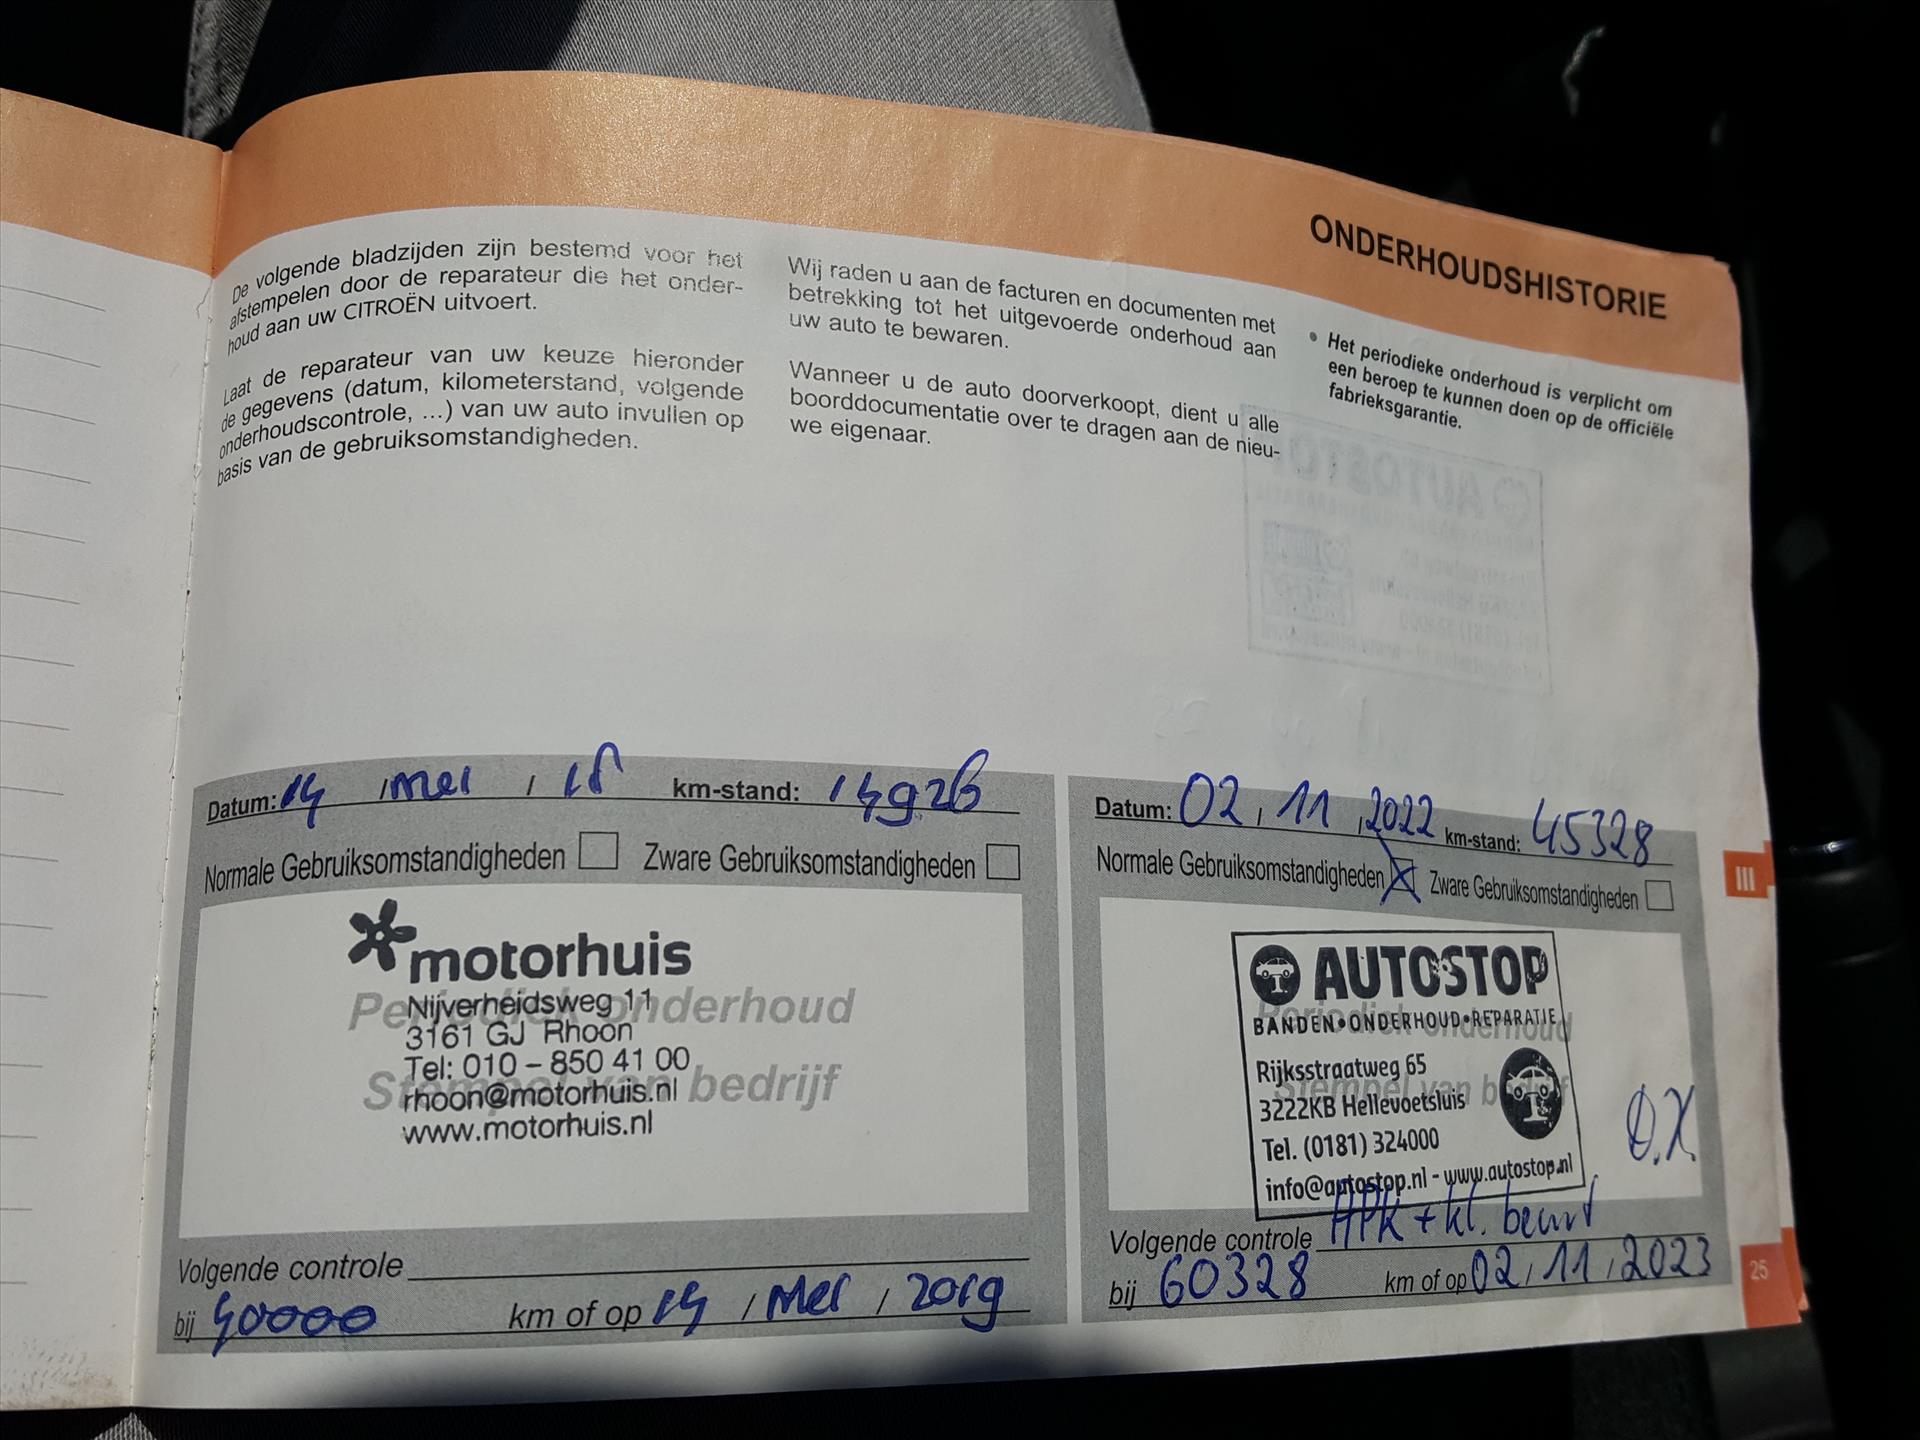 ONDERHOUDSHISTORIE
De volgende bladzijden zijn bestemd voor het
afstempelen door de reparateur die het onder-
houd aan uw CITROËN uitvoert.
Laat de reparateur van uw keuze hieronder
de gegevens (datum, kilometerstand, volgende
onderhoudscontrole, ...) van uw auto invullen op
basis van de gebruiksomstandigheden.
Wij raden u aan de facturen en documenten met
betrekking tot het uitgevoerde onderhoud aan
uw auto te bewaren.
Wanneer u de auto doorverkoopt, dient u alle
boorddocumentatie over te dragen aan de nieu-
we eigenaar.
• Het periodieke onderhoud is verplicht om
een beroep te kunnen doen op de officiële
fabrieksgarantie.
Datum: 14 / mei / 18 km-stand: 14926
Normale Gebruiksomstandigheden Zware Gebruiksomstandigheden
motorhuis
Periodiek onderhoud
Nijverheidsweg 11
3161 GJ Rhoon
Tel: 010 - 850 41 00
Stempel van bedrijf
rhoon@motorhuis.nl
www.motorhuis.nl
Volgende controle
bij 40000 km of op 14 / mei / 2019
Datum: 02 / 11 / 2022 km-stand: 45328
Normale Gebruiksomstandigheden Zware Gebruiksomstandigheden
AUTOSTOP
BANDEN•ONDERHOUD•REPARATIE
Periodiek onderhoud
Rijksstraatweg 65
Stempel van bedrijf
3222KB Hellevoetsluis
Tel. (0181) 324000
info@autostop.nl - www.autostop.nl
Volgende controle APK + kl. beurt
bij 60328 km of op 02 / 11 / 2023
III
25